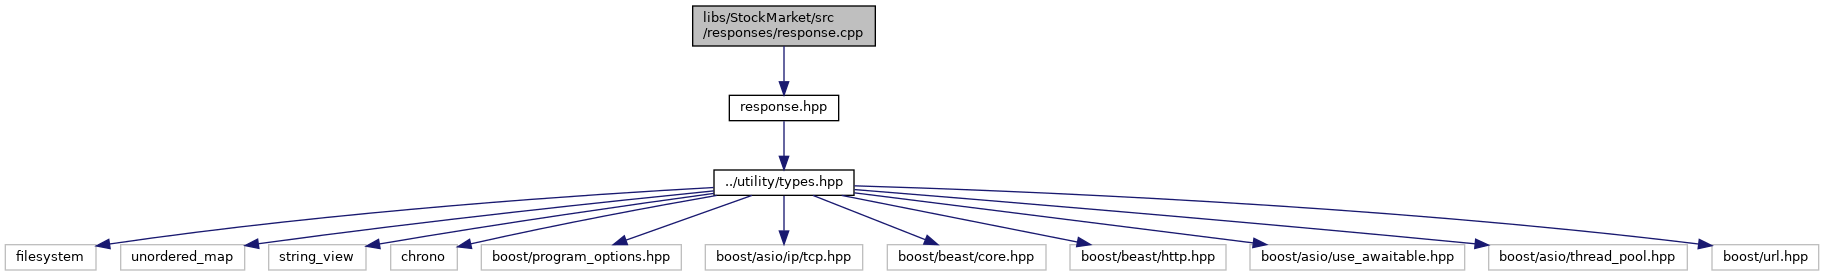 libs/StockMarket/src
/responses/response.cpp
response.hpp
../utility/types.hpp
filesystem
unordered_map
string_view
chrono
boost/program_options.hpp
boost/asio/ip/tcp.hpp
boost/beast/core.hpp
boost/beast/http.hpp
boost/asio/use_awaitable.hpp
boost/asio/thread_pool.hpp
boost/url.hpp